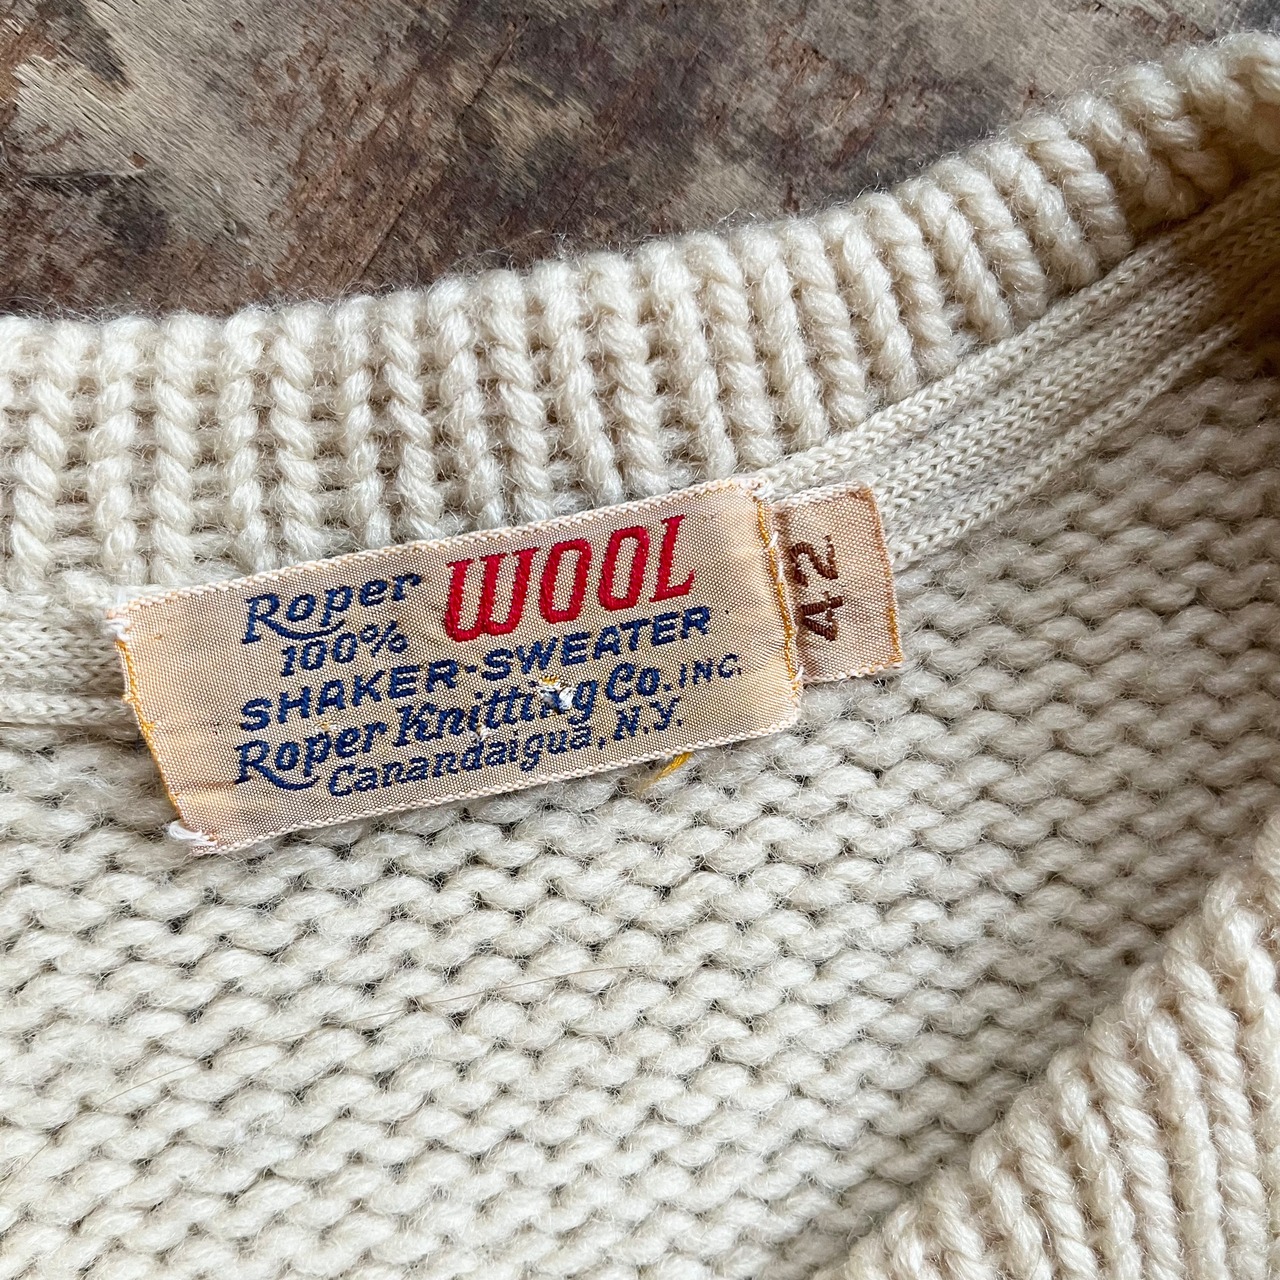 Roper WOOL
100%
SHAKER-SWEATER
Roper Knitting Co. INC.
Canandaigua, N.Y.
42